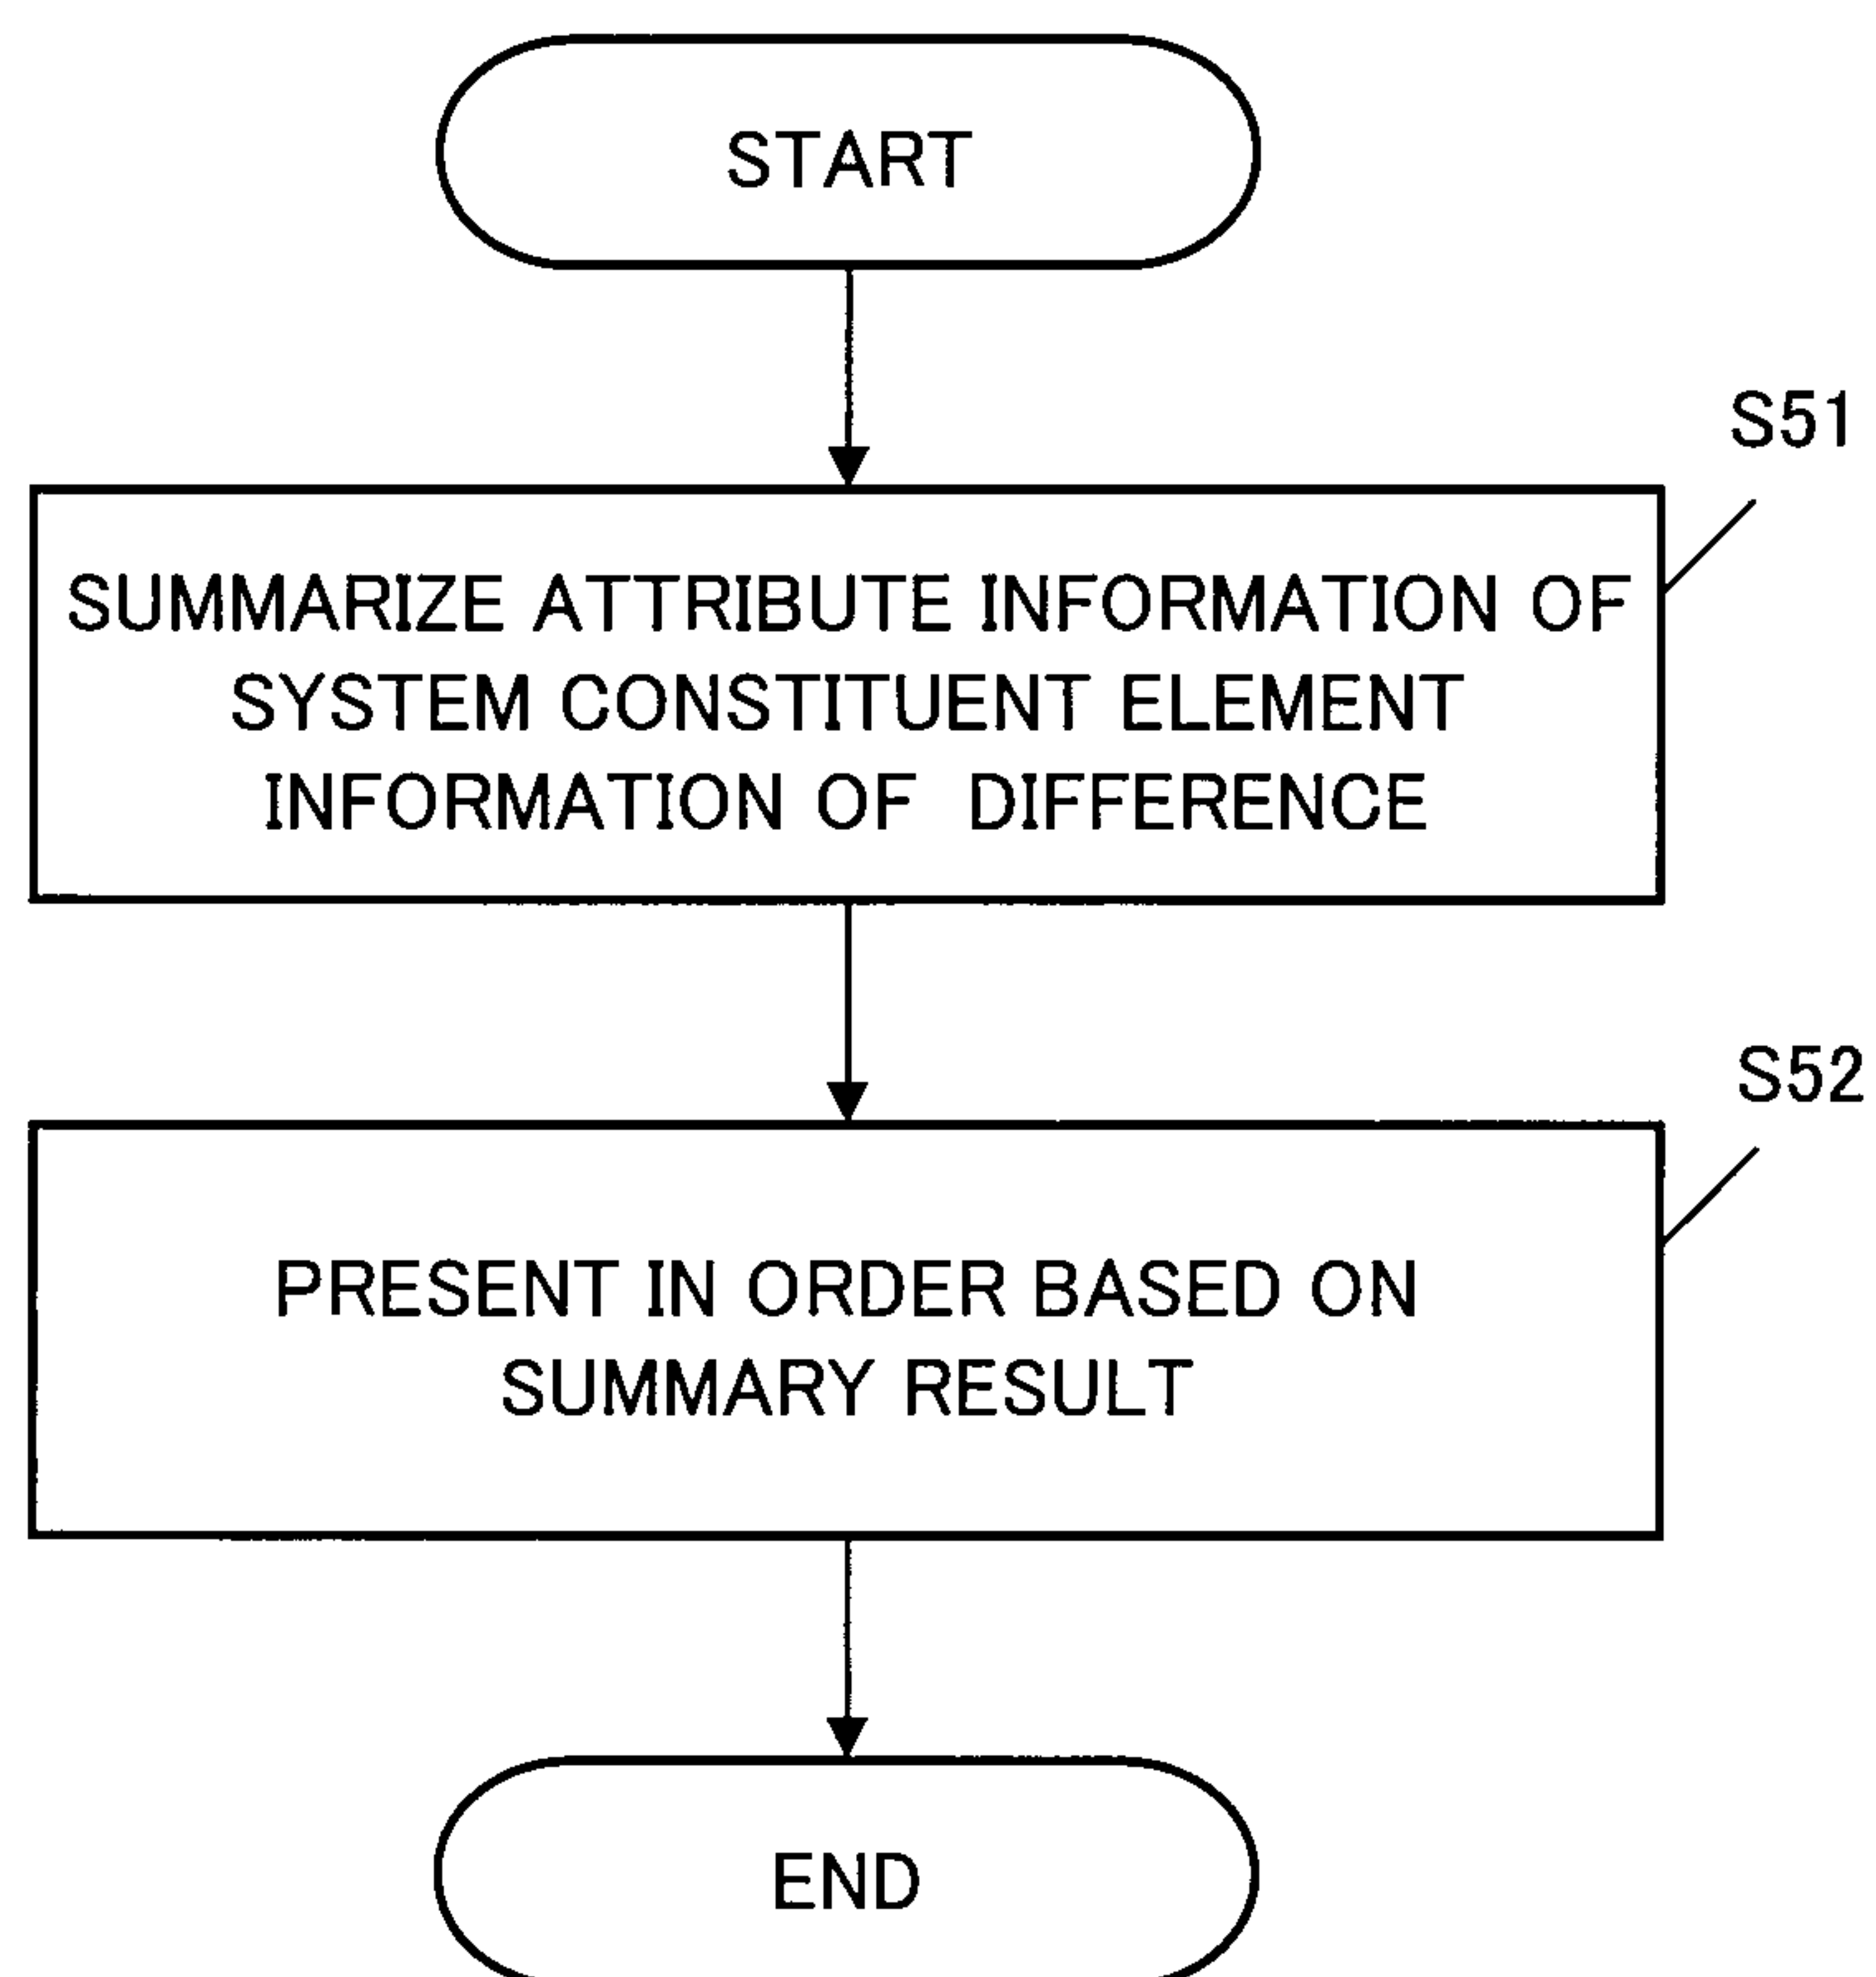 START
S51
SUMMARIZE ATTRIBUTE INFORMATION OF
SYSTEM CONSTITUENT ELEMENT
INFORMATION OF DIFFERENCE
S52
PRESENT IN ORDER BASED ON
SUMMARY RESULT
END